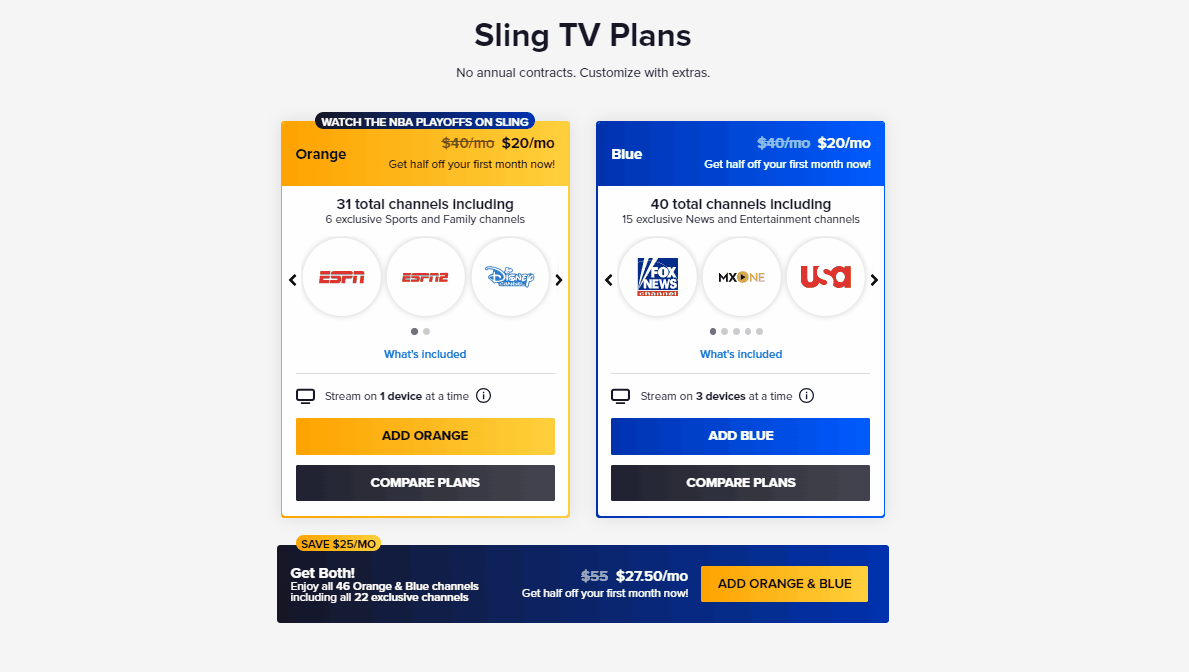 Sling TV Plans
No annual contracts. Customize with extras.
WATCH THE NBA PLAYOFFS ON SLING
Orange
$40/mo $20/mo
Get half off your first month now!
31 total channels including
6 exclusive Sports and Family channels
ESPN ESPN2 Disney CHANNEL
What's included
Stream on 1 device at a time
ADD ORANGE
COMPARE PLANS
Blue
$40/mo $20/mo
Get half off your first month now!
40 total channels including
15 exclusive News and Entertainment channels
FOX NEWS channel MXONE usa
What's included
Stream on 3 devices at a time
ADD BLUE
COMPARE PLANS
SAVE $25/MO
Get Both!
Enjoy all 46 Orange & Blue channels
including all 22 exclusive channels
$55 $27.50/mo
Get half off your first month now!
ADD ORANGE & BLUE